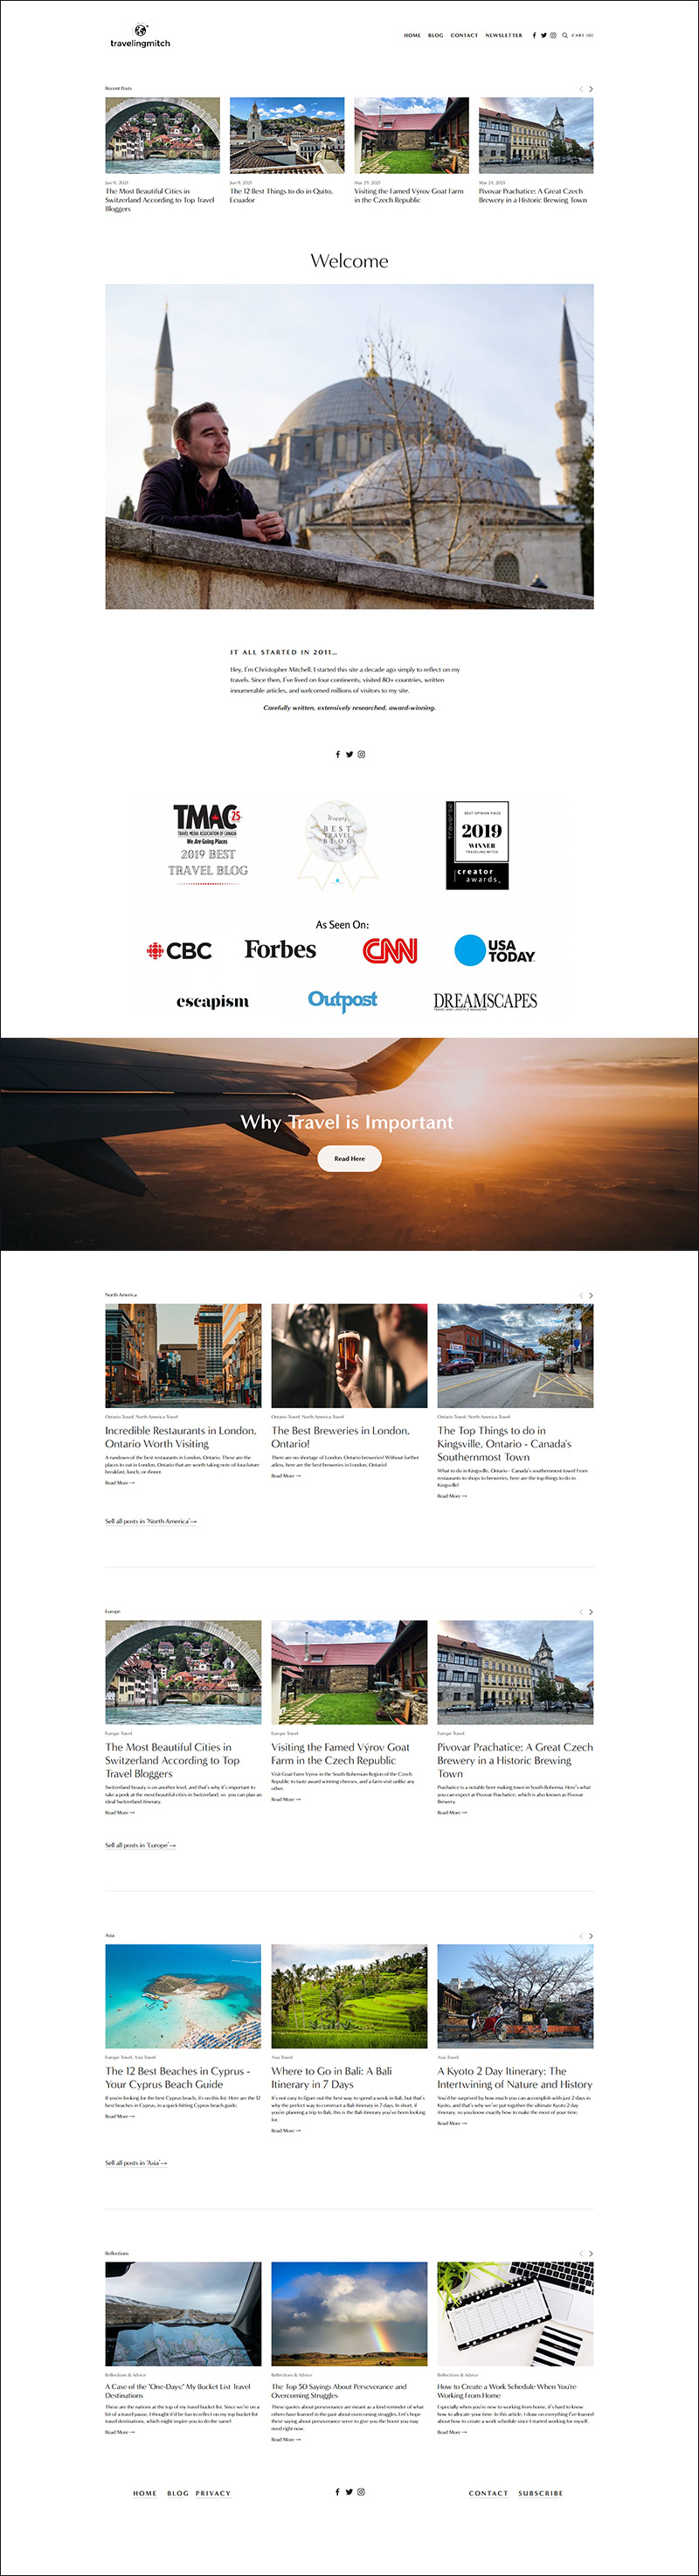 travelingmitch
HOME BLOG CONTACT NEWSLETTER CART (0)
Recent Posts
Jun 11, 2021
The Most Beautiful Cities in
Switzerland According to Top Travel
Bloggers
Jun 9, 2021
The 12 Best Things to do in Quito,
Ecuador
Mar 29, 2021
Visiting the Famed Výrov Goat Farm
in the Czech Republic
Mar 24, 2021
Pivovar Prachatice: A Great Czech
Brewery in a Historic Brewing Town
Welcome
IT ALL STARTED IN 2011...
Hey, I'm Christopher Mitchell. I started this site a decade ago simply to reflect on my
travels. Since then, I've lived on four continents, visited 80+ countries, written
innumerable articles, and welcomed millions of visitors to my site.
Carefully written, extensively researched, award-winning.
TMAC 25
TRAVEL MEDIA ASSOCIATION OF CANADA
We Are Going Places
2019 BEST
TRAVEL BLOG
BEST
TRAVEL
BLOG
traverse
BEST OPINION PIECE
2019
WINNER
TRAVELING MITCH
creator
awards_
As Seen On:
CBC
Forbes
CNN
USA
TODAY
escapism
Outpost
DREAMSCAPES
TRAVEL AND LIFESTYLE MAGAZINE
Why Travel is Important
Read Here
North America
Ontario Travel, North America Travel
Incredible Restaurants in London,
Ontario Worth Visiting
A rundown of the best restaurants in London, Ontario. These are the
places to eat in London, Ontario that are worth taking note of for a future
breakfast, lunch, or dinner.
Read More →
Ontario Travel, North America Travel
The Best Breweries in London,
Ontario!
There are no shortage of London, Ontario breweries! Without further
adieu, here are the best breweries in London, Ontario!
Read More →
Ontario Travel, North America Travel
The Top Things to do in
Kingsville, Ontario - Canada's
Southernmost Town
What to do in Kingsville, Ontario - Canada's southernmost town! From
restaurants to shops to breweries, here are the top things to do in
Kingsville!
Read More →
Sell all posts in "North America"→
Europe
Europe Travel
The Most Beautiful Cities in
Switzerland According to Top
Travel Bloggers
Switzerland beauty is on another level, and that's why it's important to
take a peek at the most beautiful cities in Switzerland, so you can plan an
ideal Switzerland itinerary.
Read More →
Europe Travel
Visiting the Famed Výrov Goat
Farm in the Czech Republic
Visit Goat Farm Vyrov in the South Bohemian Region of the Czech
Republic to taste award winning cheeses, and a farm visit unlike any
other.
Read More →
Europe Travel
Pivovar Prachatice: A Great Czech
Brewery in a Historic Brewing
Town
Prachatice is a notable beer making town in South Bohemia. Here's what
you can expect at Pivovar Prachatice, which is also known as Pivovar
Brewery.
Read More →
Sell all posts in "Europe"→
Asia
Europe Travel, Asia Travel
The 12 Best Beaches in Cyprus -
Your Cyprus Beach Guide
If you're looking for the best Cyprus beach, it's on this list. Here are the 12
best beaches in Cyprus, in a quick-hitting Cyprus beach guide.
Read More →
Asia Travel
Where to Go in Bali: A Bali
Itinerary in 7 Days
It's not easy to figure out the best way to spend a week in Bali, but that's
why the perfect way to construct a Bali itinerary in 7 days. In short, if
you're planning a trip to Bali, this is the Bali itinerary you've been looking
for.
Read More →
Asia Travel
A Kyoto 2 Day Itinerary: The
Intertwining of Nature and History
You'd be surprised by how much you can accomplish with just 2 days in
Kyoto, and that's why we've put together the ultimate Kyoto 2 day
itinerary, so you know exactly how to make the most of your time.
Read More →
Sell all posts in "Asia"→
Reflections
Reflections & Advice
A Case of the "One-Days:" My Bucket List Travel
Destinations
These are the nations at the top of my travel bucket list. Since we're on a
bit of a travel pause, I thought it'd be fun to reflect on my top bucket list
travel destinations, which might inspire you to do the same!
Read More →
Reflections & Advice
The Top 50 Sayings About Perseverance and
Overcoming Struggles
These quotes about perseverance are meant as a kind reminder of what
others have learned in the past about overcoming struggles. Let's hope
these sayings about perseverance serve to give you the boost you may
need right now.
Read More →
Reflections & Advice
How to Create a Work Schedule When You're
Working From Home
Especially when you're new to working from home, it's hard to know
how to allocate your time. In this article, I draw on everything I've learned
about how to create a work schedule since I started working for myself.
Read More →
HOME BLOG PRIVACY
CONTACT SUBSCRIBE